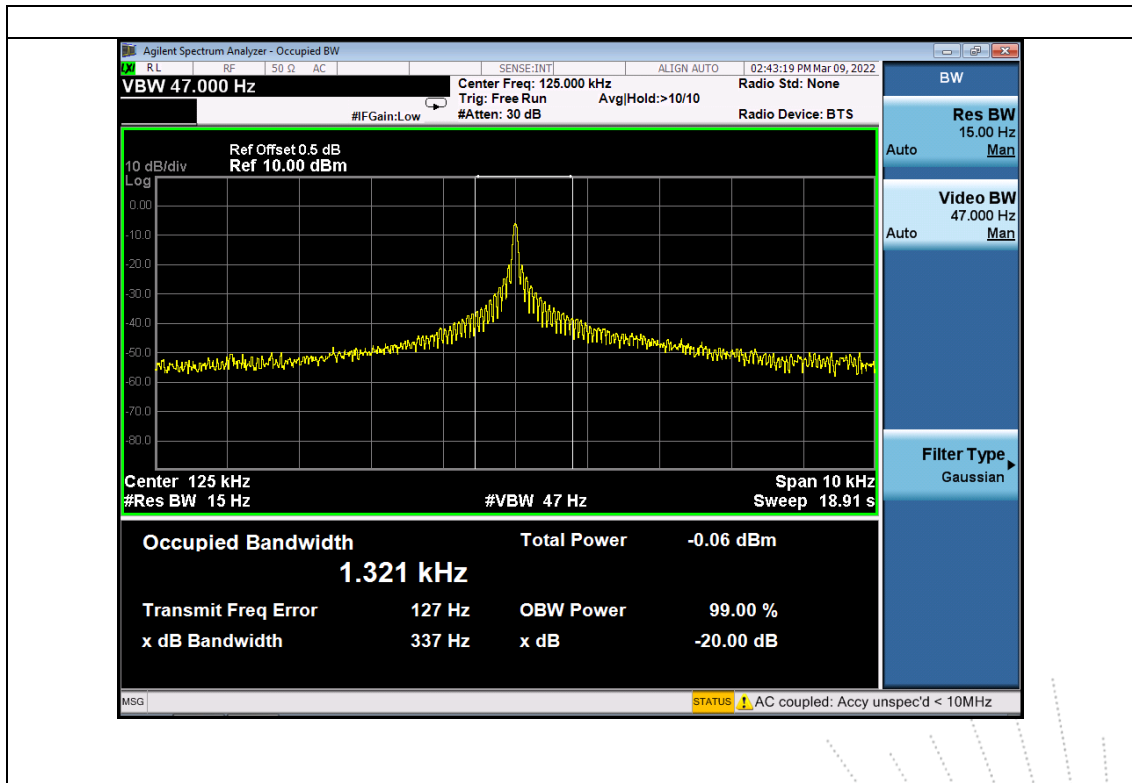 Agilent Spectrum Analyzer - Occupied BW
LXI RL RF 50 Ω AC SENSE:INT ALIGN AUTO 02:43:19 PM Mar 09, 2022
VBW 47.000 Hz
Center Freq: 125.000 kHz Radio Std: None
Trig: Free Run Avg|Hold:>10/10
#IFGain:Low #Atten: 30 dB Radio Device: BTS
BW
Res BW
15.00 Hz
Auto Man
Video BW
47.000 Hz
Auto Man
Filter Type
Gaussian
Ref Offset 0.5 dB
10 dB/div Ref 10.00 dBm
Log
0.00
-10.0
-20.0
-30.0
-40.0
-50.0
-60.0
-70.0
-80.0
Center 125 kHz Span 10 kHz
#Res BW 15 Hz #VBW 47 Hz Sweep 18.91 s
Occupied Bandwidth Total Power -0.06 dBm
1.321 kHz
Transmit Freq Error 127 Hz OBW Power 99.00 %
x dB Bandwidth 337 Hz x dB -20.00 dB
MSG STATUS AC coupled: Accy unspec'd < 10MHz